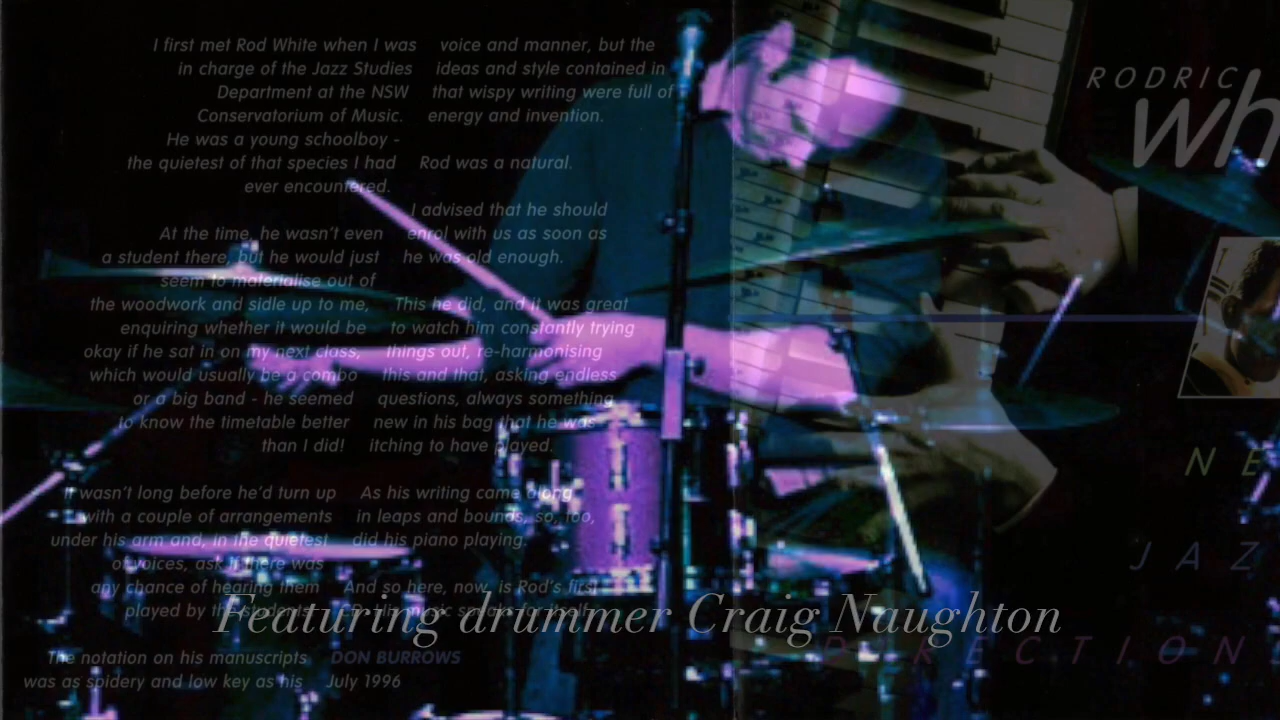 I first met Rod White when I was
in charge of the Jazz Studies
Department at the NSW
Conservatorium of Music.
He was a young schoolboy -
the quietest of that species I had
ever encountered.
At the time, he wasn't even
a student there, but he would just
seem to materialise out of
the woodwork and sidle up to me,
enquiring whether it would be
okay if he sat in on my next class,
which would usually be a combo
or a big band - he seemed
to know the timetable better
than I did!
It wasn't long before he'd turn up
with a couple of arrangements
under his arm and, in the quietest
of voices, ask if there was
any chance of hearing them
played by the students.
The notation on his manuscripts
was as spidery and low key as his
voice and manner, but the
ideas and style contained in
that wispy writing were full of
energy and invention.
Rod was a natural.
I advised that he should
enrol with us as soon as
he was old enough.
This he did, and it was great
to watch him constantly trying
things out, re-harmonising
this and that, asking endless
questions, always something
new in his bag that he was
itching to have played.
As his writing came along
in leaps and bounds, so, too,
did his piano playing.
And so here, now, is Rod's first
music speak for itself.
DON BURROWS
July 1996
RODRIC
wh
NE
JAZ
DIRECTIONS
Featuring drummer Craig Naughton